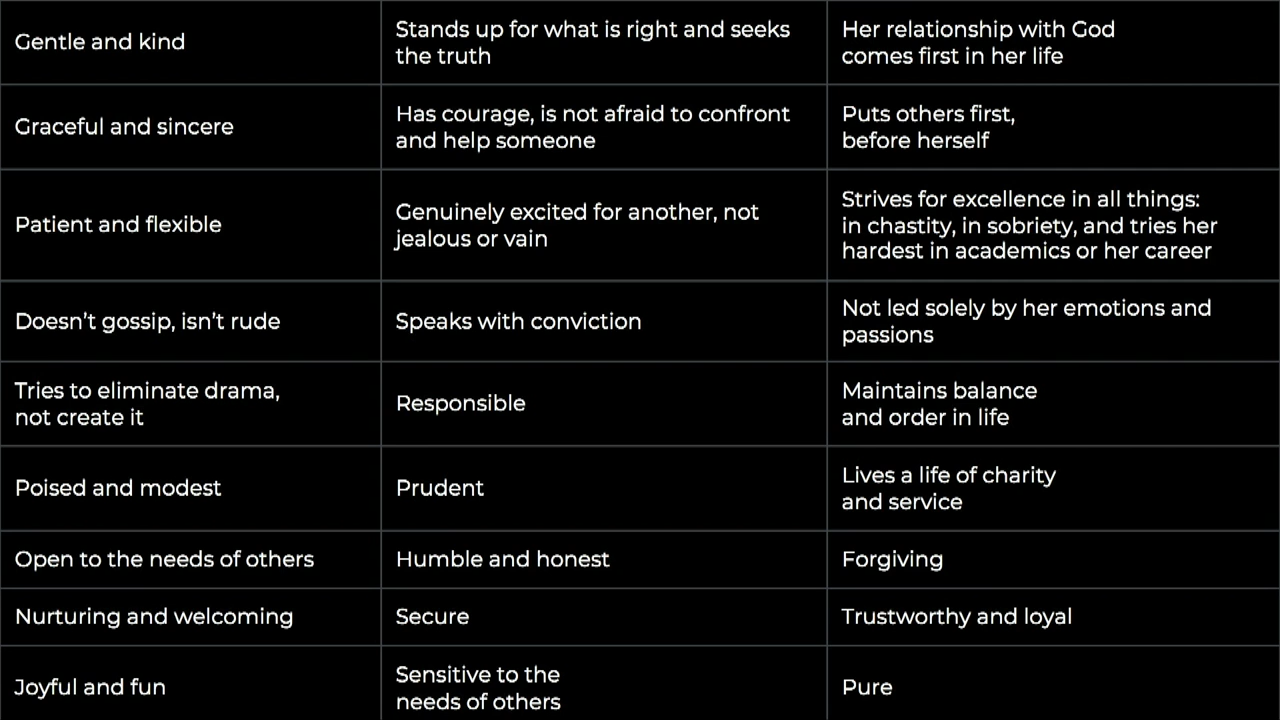 Gentle and kind
Stands up for what is right and seeks
the truth
Her relationship with God
comes first in her life
Graceful and sincere
Has courage, is not afraid to confront
and help someone
Puts others first,
before herself
Patient and flexible
Genuinely excited for another, not
jealous or vain
Strives for excellence in all things:
in chastity, in sobriety, and tries her
hardest in academics or her career
Doesn’t gossip, isn’t rude
Speaks with conviction
Not led solely by her emotions and
passions
Tries to eliminate drama,
not create it
Responsible
Maintains balance
and order in life
Poised and modest
Prudent
Lives a life of charity
and service
Open to the needs of others
Humble and honest
Forgiving
Nurturing and welcoming
Secure
Trustworthy and loyal
Joyful and fun
Sensitive to the
needs of others
Pure